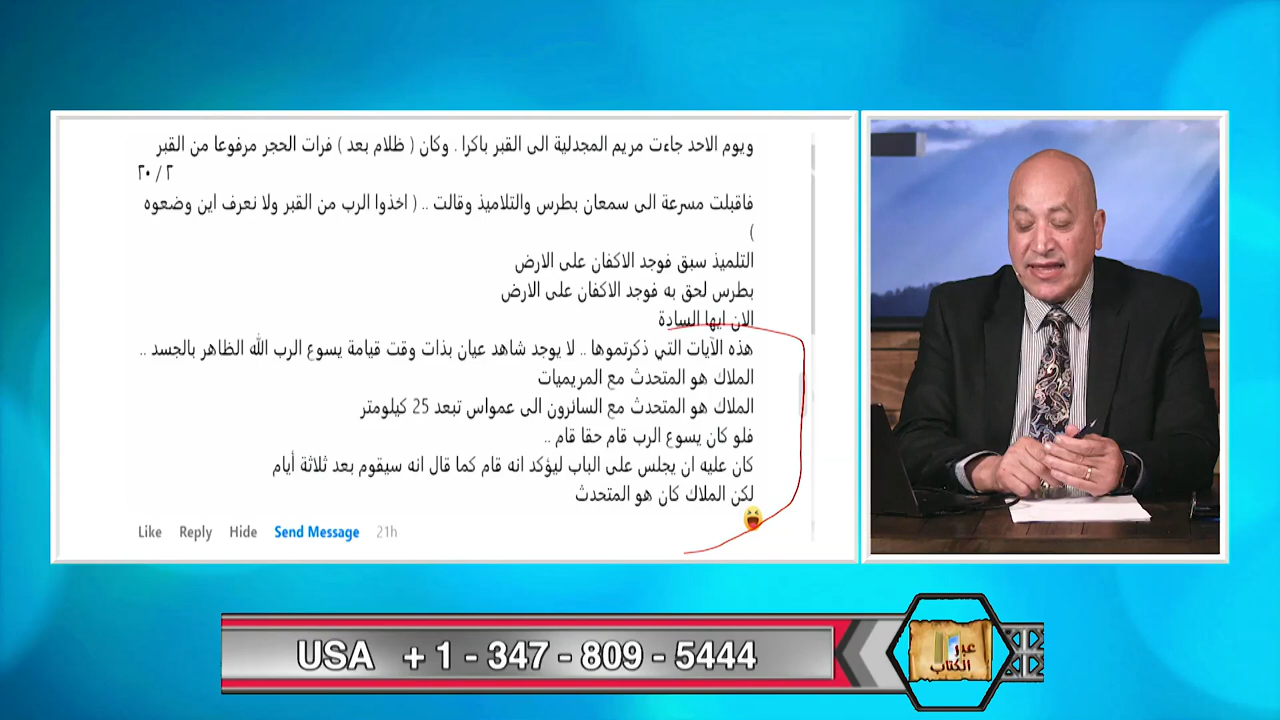 ويوم الاحد جاءت مريم المجدلية الى القبر باكرا . وكان ( ظلام بعد ) فرات الحجر مرفوعا من القبر
٢ / ٢٠
فاقبلت مسرعة الى سمعان بطرس والتلاميذ وقالت .. ( اخذوا الرب من القبر ولا نعرف اين وضعوه
)
التلميذ سبق فوجد الاكفان على الارض
بطرس لحق به فوجد الاكفان على الارض
الان ايها السادة
هذه الآيات التي ذكرتموها .. لا يوجد شاهد عيان بذات وقت قيامة يسوع الرب الله الظاهر بالجسد ..
الملاك هو المتحدث مع المريميات
الملاك هو المتحدث مع السائرون الى عمواس تبعد 25 كيلومتر
فلو كان يسوع الرب قام حقا قام ..
كان عليه ان يجلس على الباب ليؤكد انه قام كما قال انه سيقوم بعد ثلاثة أيام
لكن الملاك كان هو المتحدث
Like Reply Hide Send Message 21h
USA + 1 - 347 - 809 - 5444
عبر
الكتاب